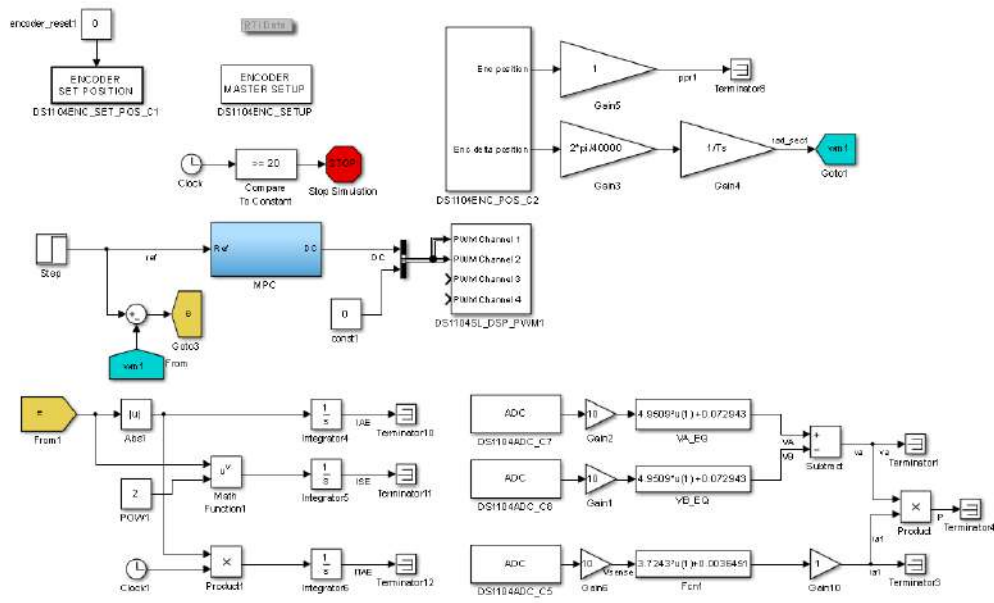 encoder_reset1
0
RTI Data
ENCODER
SET POSITION
DS1104ENC_SET_POS_C1
ENCODER
MASTER SETUP
DS1104ENC_SETUP
Clock
>= 20
Compare
To Constant
STOP
Stop Simulation
Enc position
Enc delta position
DS1104ENC_POS_C2
1
Gain5
ppr1
Terminator8
2*pi/40000
Gain3
1/Ts
Gain4
rad_sec1
wm1
Goto1
Step
ref
Ref
DC
MPC
DC
0
const1
PWM Channel 1
PWM Channel 2
PWM Channel 3
PWM Channel 4
DS1104SL_DSP_PWM1
e
Goto3
wm1
From
e
From1
|u|
Abs1
1
s
Integrator4
IAE
Terminator10
2
POW1
u^v
Math
Function1
1
s
Integrator5
ISE
Terminator11
Clock1
×
Product1
1
s
Integrator6
ITAE
Terminator12
ADC
DS1104ADC_C7
10
Gain2
4.9509*u(1)+0.072943
VA_EQ
VA
ADC
DS1104ADC_C6
10
Gain1
4.9509*u(1)+0.072943
VB_EQ
VB
+
−
Subtract
va
va
Terminator1
×
Product
P
Terminator4
ADC
DS1104ADC_C5
10
Gain6
Vsense
3.7243*u(1)+0.0036491
Fcn1
1
Gain10
ia1
ia1
Terminator3